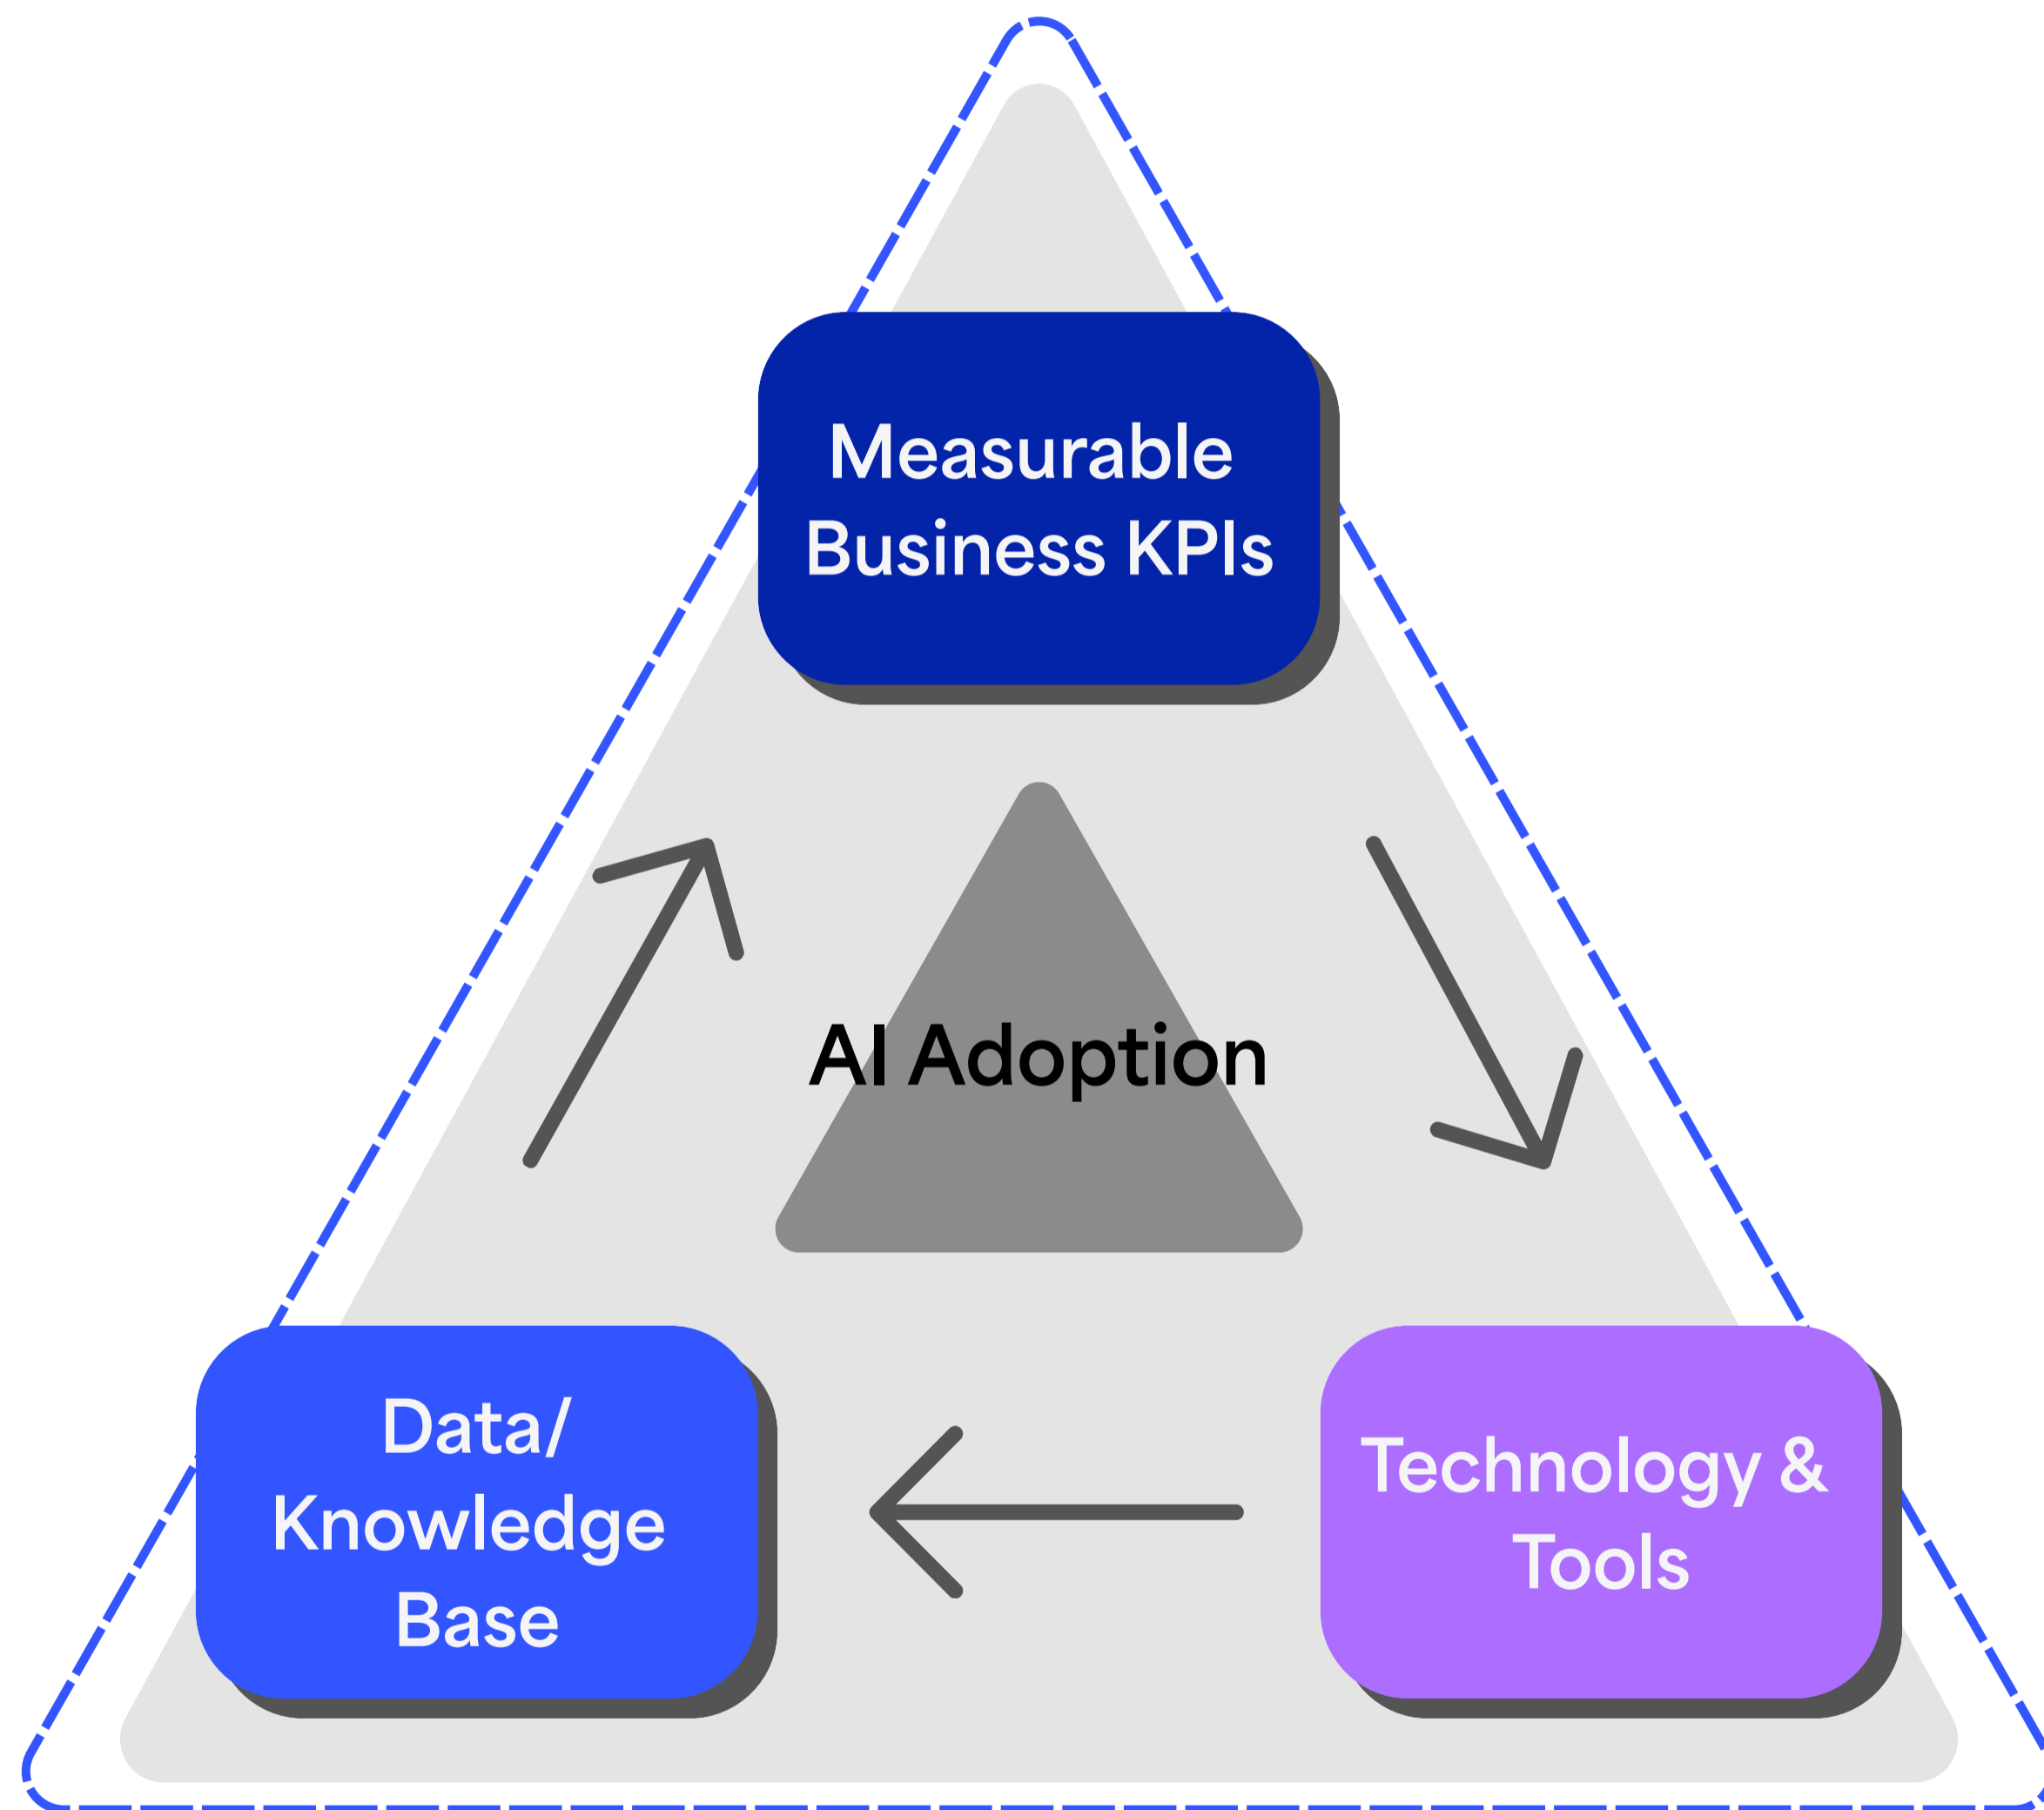 Measurable
Business KPIs
AI Adoption
Data/
Knowledge
Base
Technology &
Tools